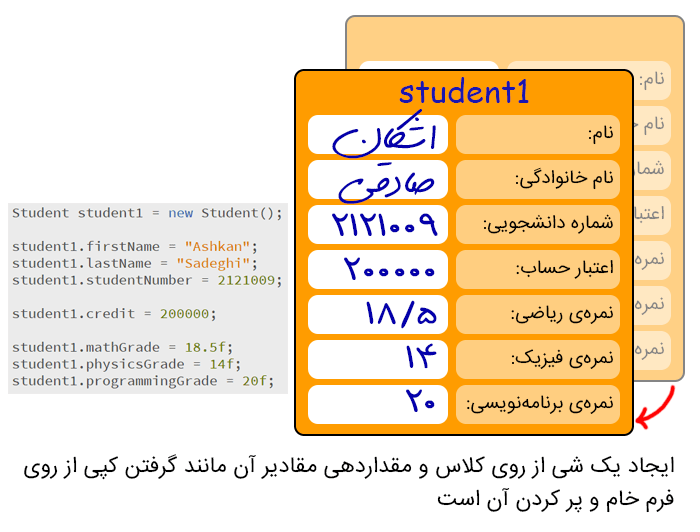 Student student1 = new Student();
student1.firstName = "Ashkan";
student1.lastName = "Sadeghi";
student1.studentNumber = 2121009;
student1.credit = 200000;
student1.mathGrade = 18.5f;
student1.physicsGrade = 14f;
student1.programmingGrade = 20f;
student1
نام: اشکان
نام خانوادگی: صادقی
شماره دانشجویی: ۲۱۲۱۰۰۹
اعتبار حساب: ۲۰۰۰۰۰
نمره‌ی ریاضی: ۱۸/۵
نمره‌ی فیزیک: ۱۴
نمره‌ی برنامه‌نویسی: ۲۰
نام:
نام
شمار
اعتبا
نمره
نمره
نمره
ایجاد یک شی از روی کلاس و مقداردهی مقادیر آن مانند گرفتن کپی از روی
فرم خام و پر کردن آن است